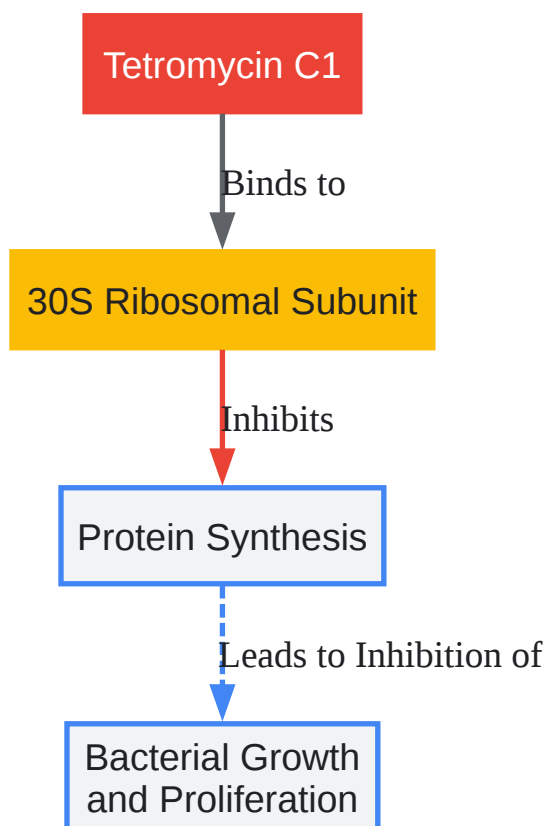 Tetromycin C1
Binds to
30S Ribosomal Subunit
Inhibits
Protein Synthesis
Leads to Inhibition of
Bacterial Growth
and Proliferation